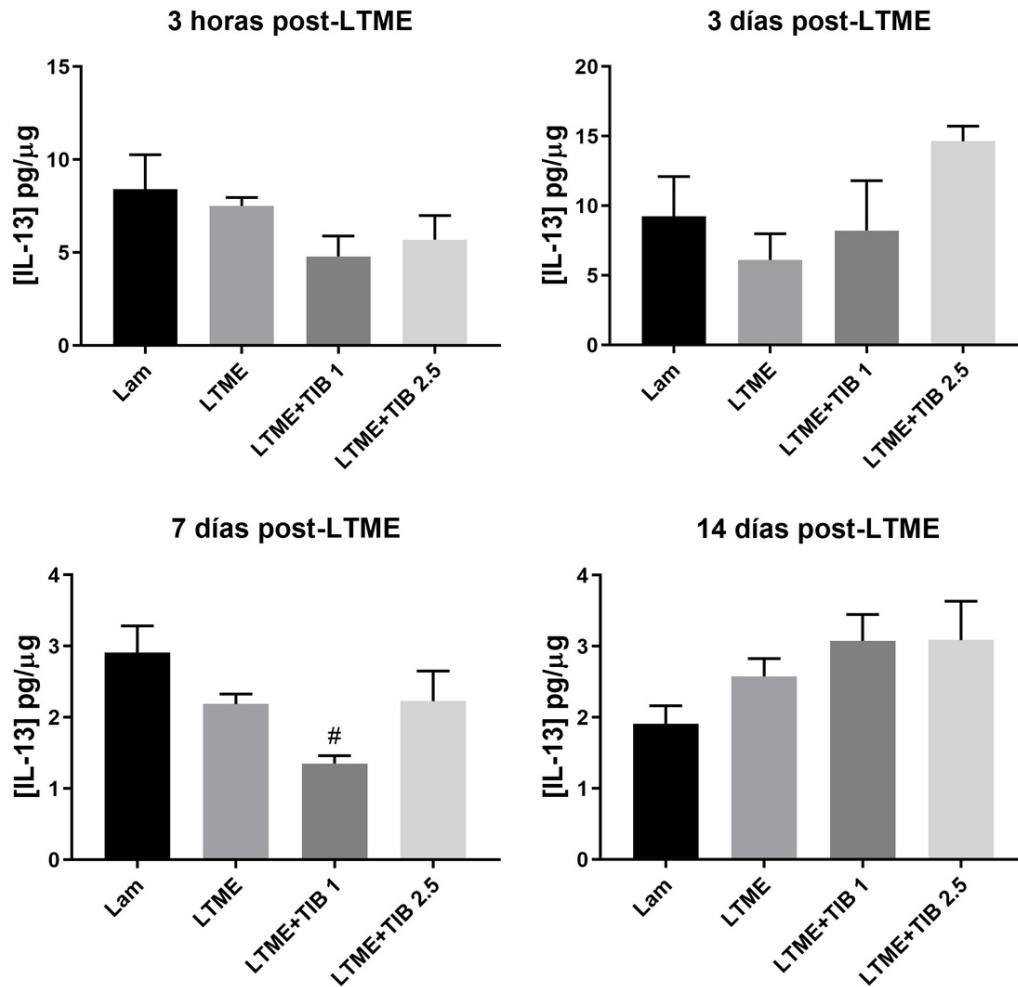 3 horas post-LTME
[IL-13] pg/μg
15
10
5
0
Lam
LTME
LTME+TIB 1
LTME+TIB 2.5
3 días post-LTME
[IL-13] pg/μg
20
15
10
5
0
Lam
LTME
LTME+TIB 1
LTME+TIB 2.5
7 días post-LTME
[IL-13] pg/μg
4
3
2
1
0
#
Lam
LTME
LTME+TIB 1
LTME+TIB 2.5
14 días post-LTME
[IL-13] pg/μg
4
3
2
1
0
Lam
LTME
LTME+TIB 1
LTME+TIB 2.5